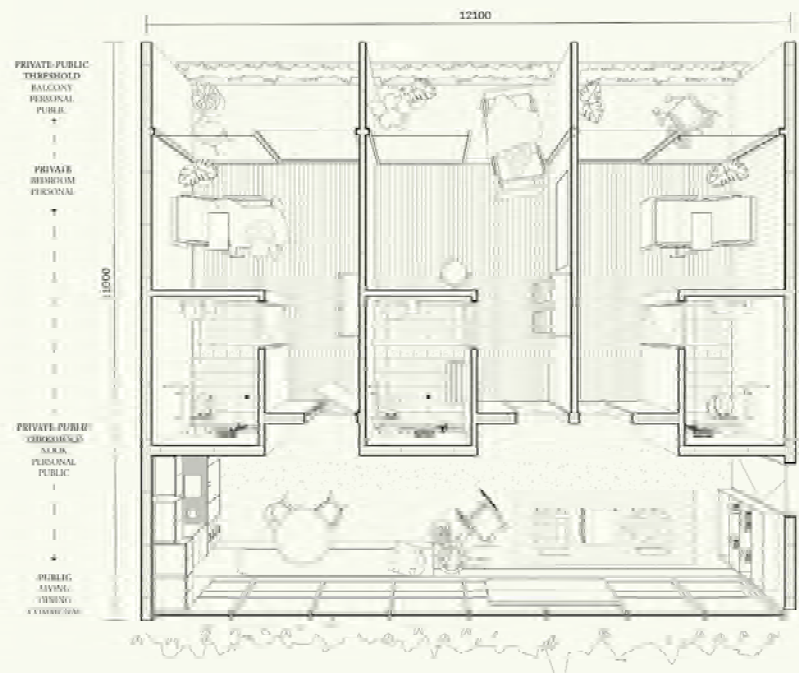 12100
PRIVATE-PUBLIC
THRESHOLD
BALCONY
PERSONAL
PUBLIC
PRIVATE
BEDROOM
PERSONAL
11000
PRIVATE-PUBLIC
THRESHOLD
NOOK
PERSONAL
PUBLIC
PUBLIC
LIVING
DINING